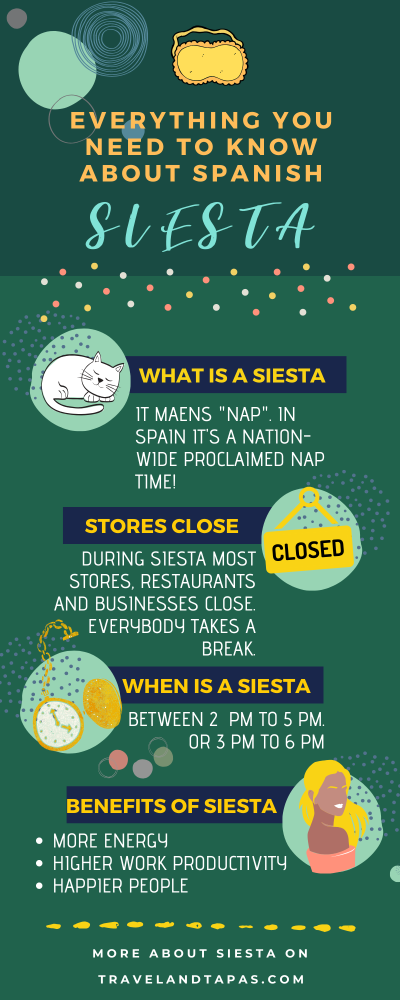 EVERYTHING YOU
NEED TO KNOW
ABOUT SPANISH
SIESTA
WHAT IS A SIESTA
IT MAENS "NAP". IN
SPAIN IT'S A NATION-
WIDE PROCLAIMED NAP
TIME!
STORES CLOSE
CLOSED
DURING SIESTA MOST
STORES, RESTAURANTS
AND BUSINESSES CLOSE.
EVERYBODY TAKES A
BREAK.
WHEN IS A SIESTA
BETWEEN 2 PM TO 5 PM.
OR 3 PM TO 6 PM
BENEFITS OF SIESTA
• MORE ENERGY
• HIGHER WORK PRODUCTIVITY
• HAPPIER PEOPLE
MORE ABOUT SIESTA ON
TRAVELANDTAPAS.COM